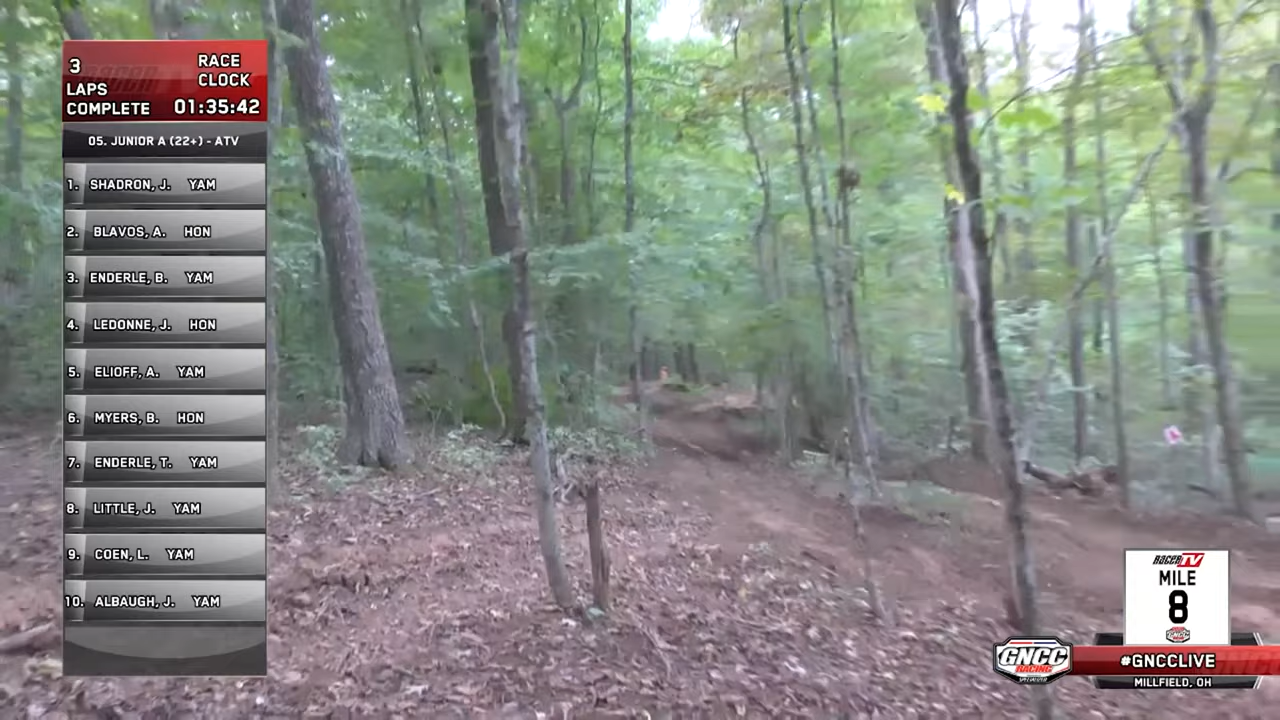 3
LAPS
COMPLETE
RACE
CLOCK
01:35:42
05. JUNIOR A (22+) - ATV
1. SHADRON, J. YAM
2. BLAVOS, A. HON
3. ENDERLE, B. YAM
4. LEDONNE, J. HON
5. ELIOFF, A. YAM
6. MYERS, B. HON
7. ENDERLE, T. YAM
8. LITTLE, J. YAM
9. COEN, L. YAM
10. ALBAUGH, J. YAM
RACER TV
MILE
8
GNCC
RACING
#GNCCLIVE
MILLFIELD, OH